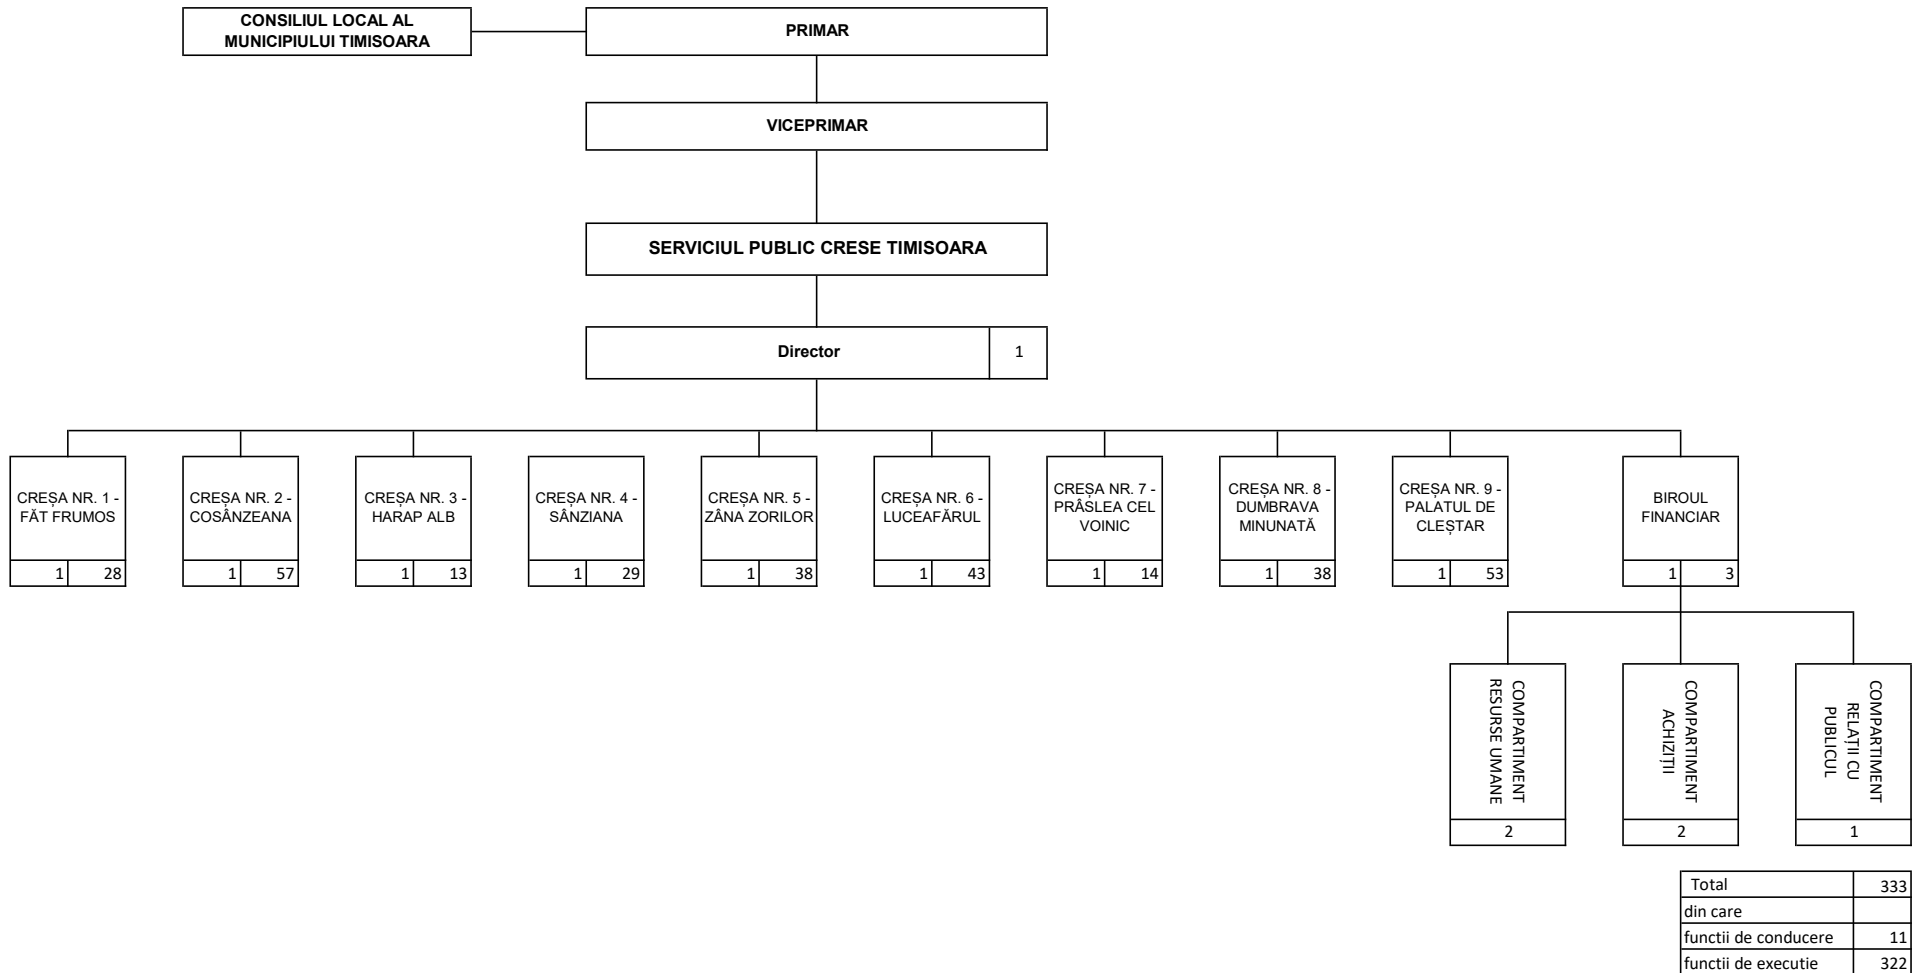 CONSILIUL LOCAL AL
MUNICIPIULUI TIMISOARA
PRIMAR
VICEPRIMAR
SERVICIUL PUBLIC CRESE TIMISOARA
Director 1
CREȘA NR. 1 -
FĂT FRUMOS
1 28
CREȘA NR. 2 -
COSÂNZEANA
1 57
CREȘA NR. 3 -
HARAP ALB
1 13
CREȘA NR. 4 -
SÂNZIANA
1 29
CREȘA NR. 5 -
ZÂNA ZORILOR
1 38
CREȘA NR. 6 -
LUCEAFĂRUL
1 43
CREȘA NR. 7 -
PRÂSLEA CEL
VOINIC
1 14
CREȘA NR. 8 -
DUMBRAVA
MINUNATĂ
1 38
CREȘA NR. 9 -
PALATUL DE
CLEȘTAR
1 53
BIROUL
FINANCIAR
1 3
COMPARTIMENT
RESURSE UMANE
2
COMPARTIMENT
ACHIZIȚII
2
COMPARTIMENT
RELAȚII CU
PUBLICUL
1
Total 333
din care
functii de conducere 11
functii de executie 322